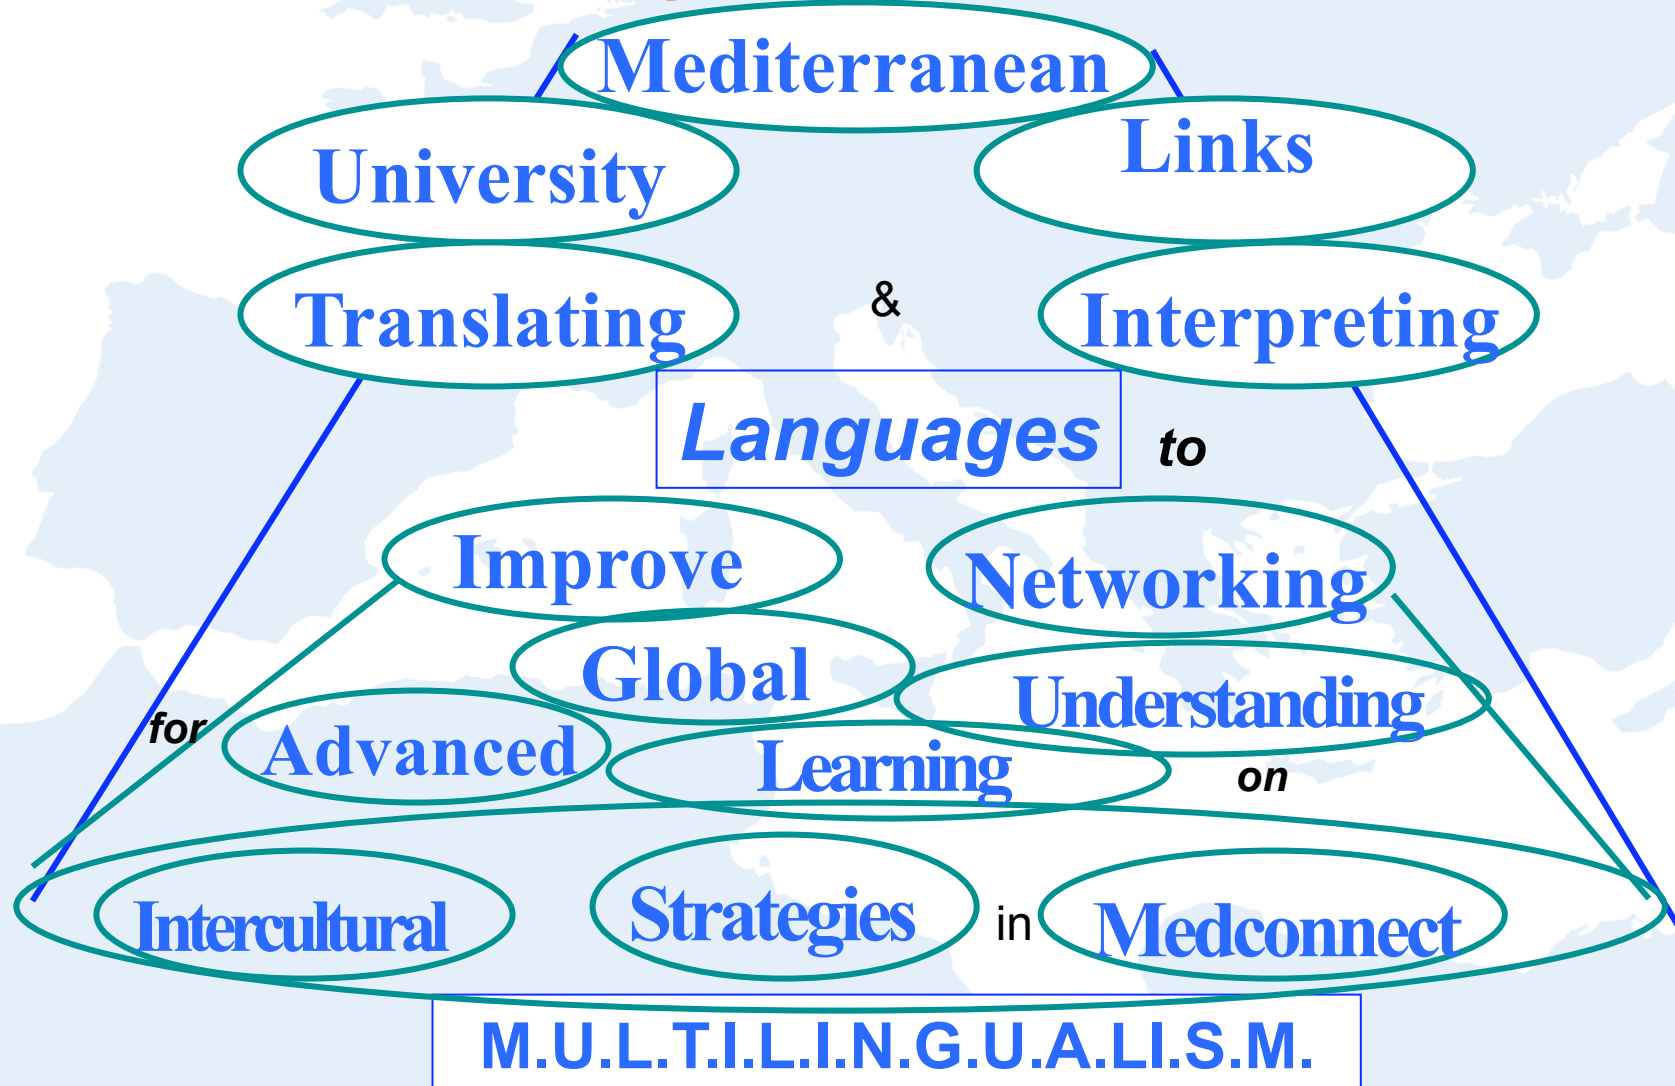 Mediterranean
University Links
Translating & Interpreting
Languages to
Improve Networking
Global Understanding
for Advanced Learning on
Intercultural Strategies in Medconnect
M.U.L.T.I.L.I.N.G.U.A.LI.S.M.